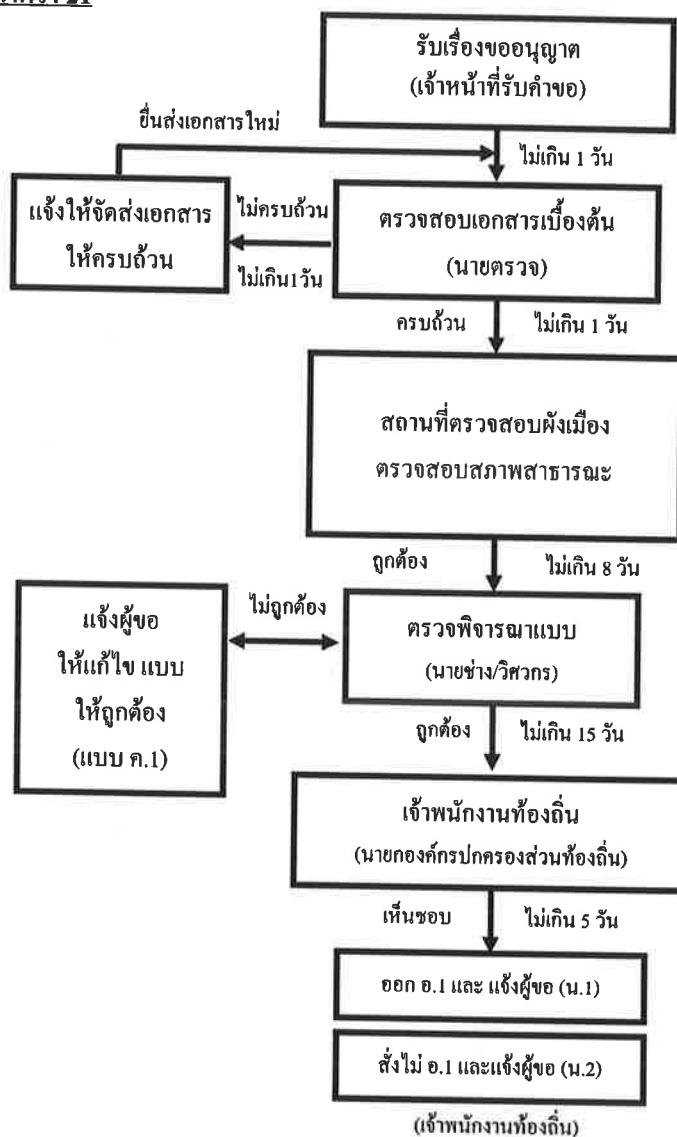 รับเรื่องขออนุญาต
(เจ้าหน้าที่รับคำขอ)
ยื่นส่งเอกสารใหม่
ไม่เกิน 1 วัน
แจ้งให้จัดส่งเอกสาร
ให้ครบถ้วน
ไม่ครบถ้วน
ไม่เกิน1วัน
ตรวจสอบเอกสารเบื้องต้น
(นายตรวจ)
ครบถ้วน
ไม่เกิน 1 วัน
สถานที่ตรวจสอบผังเมือง
ตรวจสอบสภาพสาธารณะ
ถูกต้อง
ไม่เกิน 8 วัน
แจ้งผู้ขอ
ให้แก้ไข แบบ
ให้ถูกต้อง
(แบบ ค.1)
ไม่ถูกต้อง
ตรวจพิจารณาแบบ
(นายช่าง/วิศวกร)
ถูกต้อง
ไม่เกิน 15 วัน
เจ้าพนักงานท้องถิ่น
(นายกองค์กรปกครองส่วนท้องถิ่น)
เห็นชอบ
ไม่เกิน 5 วัน
ออก อ.1 และ แจ้งผู้ขอ (น.1)
สั่งไม่ อ.1 และแจ้งผู้ขอ (น.2)
(เจ้าพนักงานท้องถิ่น)